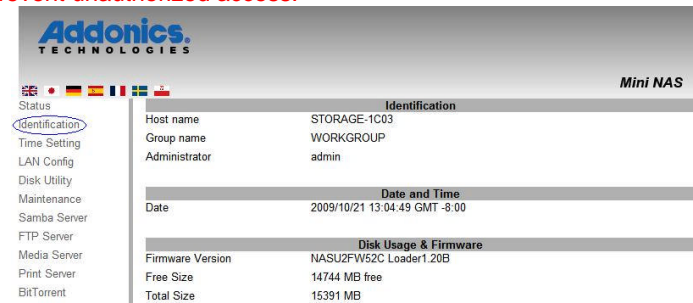 prevent unauthorized access.
Addonics.
TECHNOLOGIES
Mini NAS
Status
Identification
Time Setting
LAN Config
Disk Utility
Maintenance
Samba Server
FTP Server
Media Server
Print Server
BitTorrent
Identification
Host name STORAGE-1C03
Group name WORKGROUP
Administrator admin
Date and Time
Date 2009/10/21 13:04:49 GMT -8:00
Disk Usage & Firmware
Firmware Version NASU2FW52C Loader1.20B
Free Size 14744 MB free
Total Size 15391 MB